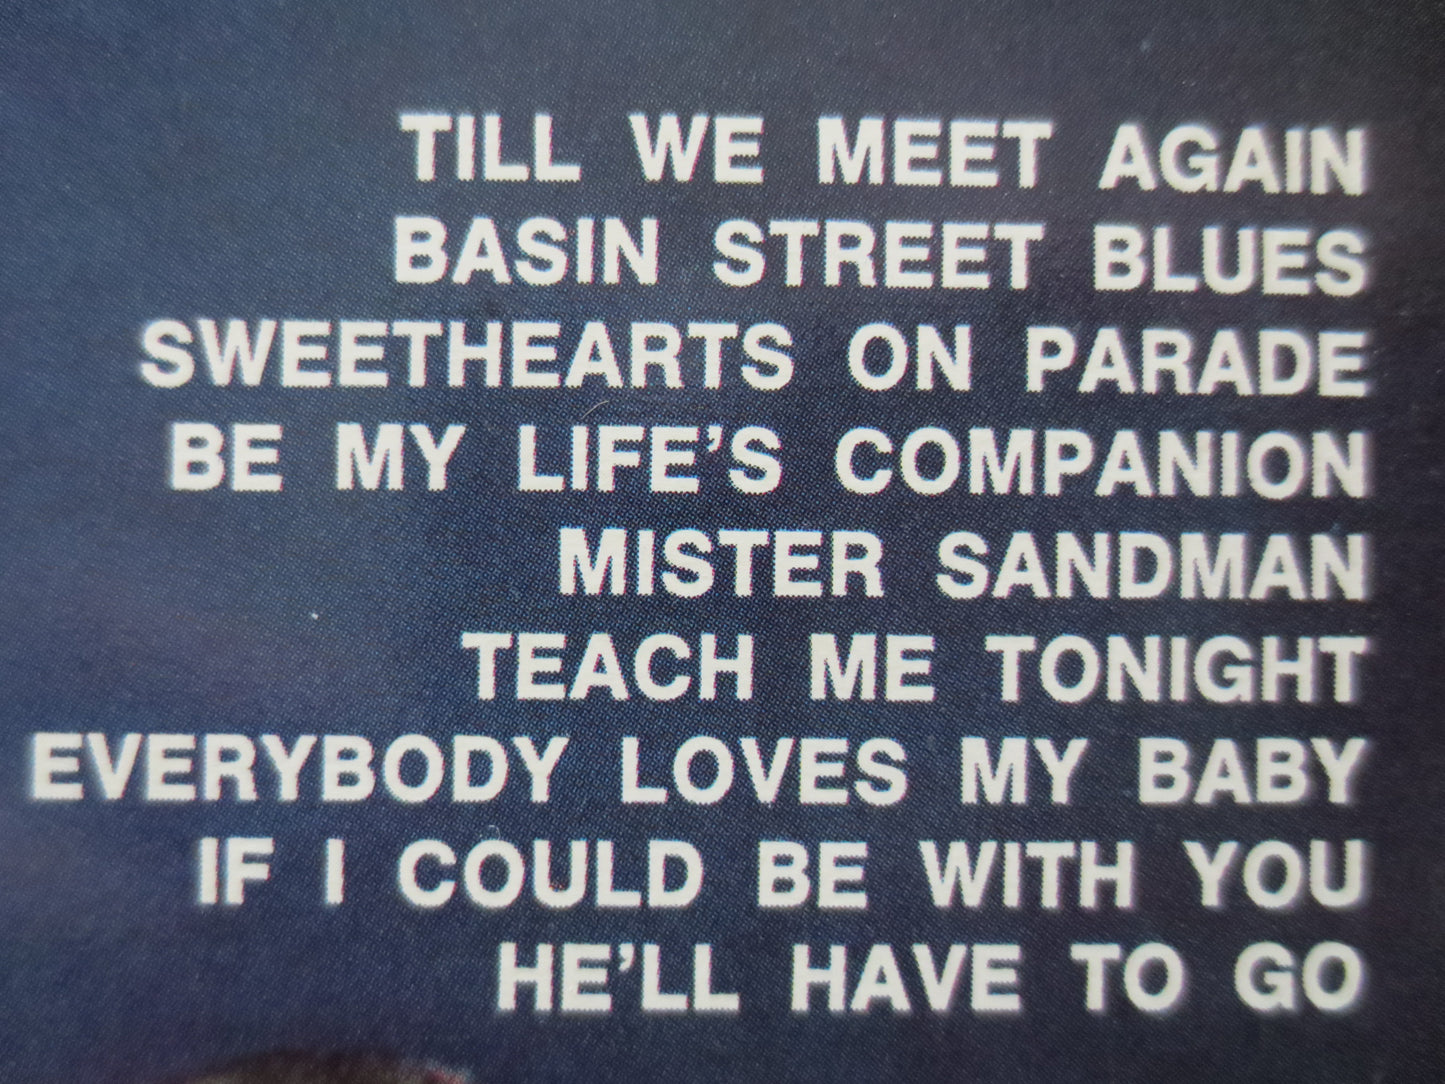 TILL WE MEET AGAIN
BASIN STREET BLUES
SWEETHEARTS ON PARADE
BE MY LIFE’S COMPANION
MISTER SANDMAN
TEACH ME TONIGHT
EVERYBODY LOVES MY BABY
IF I COULD BE WITH YOU
HE’LL HAVE TO GO